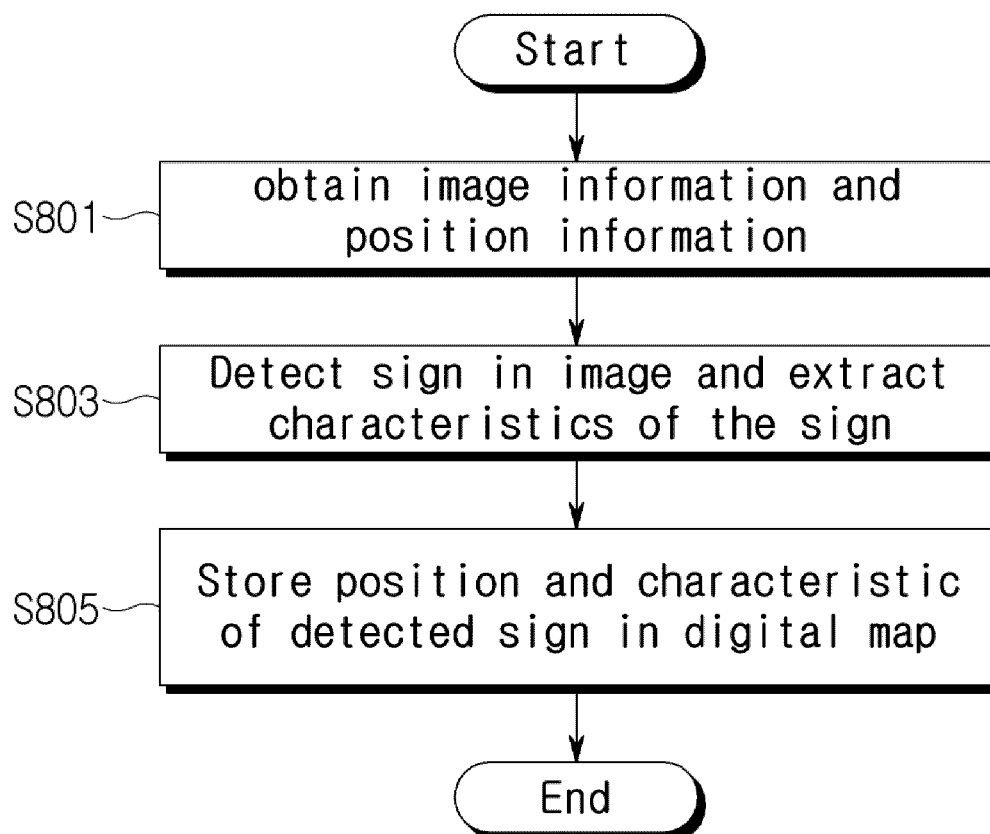 Start
S801
obtain image information and
position information
S803
Detect sign in image and extract
characteristics of the sign
S805
Store position and characteristic
of detected sign in digital map
End